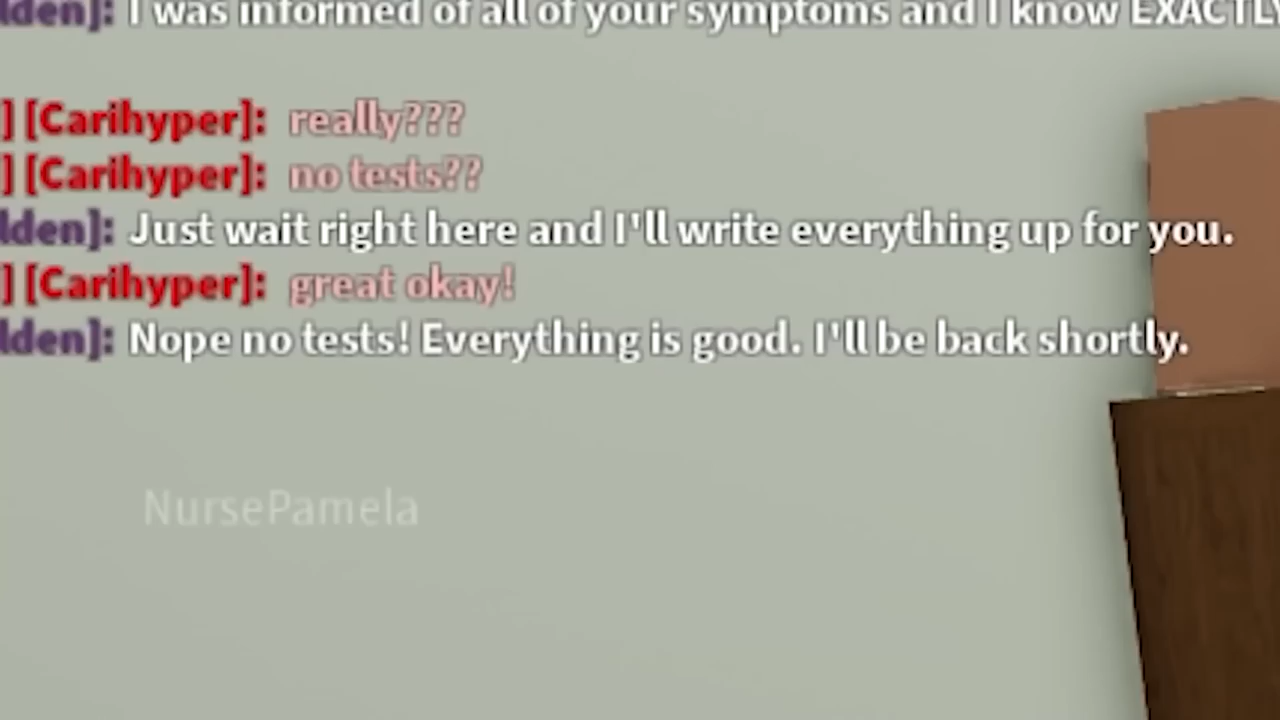 lden]: I was informed of all of your symptoms and I know EXACTLY
] [Carihyper]: really???
] [Carihyper]: no tests??
lden]: Just wait right here and I'll write everything up for you.
] [Carihyper]: great okay!
lden]: Nope no tests! Everything is good. I'll be back shortly.
NursePamela